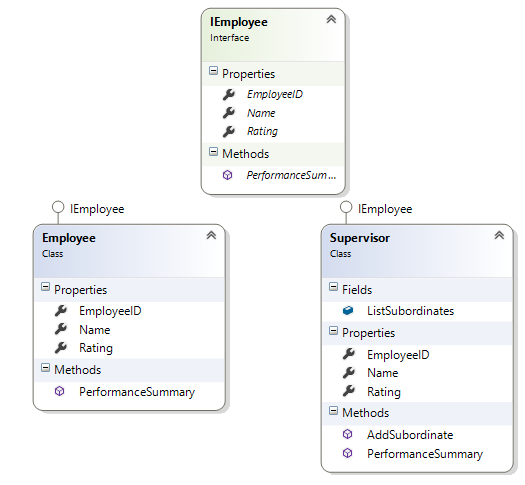 IEmployee
Interface
Properties
EmployeeID
Name
Rating
Methods
PerformanceSum ...
IEmployee
Employee
Class
Properties
EmployeeID
Name
Rating
Methods
PerformanceSummary
IEmployee
Supervisor
Class
Fields
ListSubordinates
Properties
EmployeeID
Name
Rating
Methods
AddSubordinate
PerformanceSummary